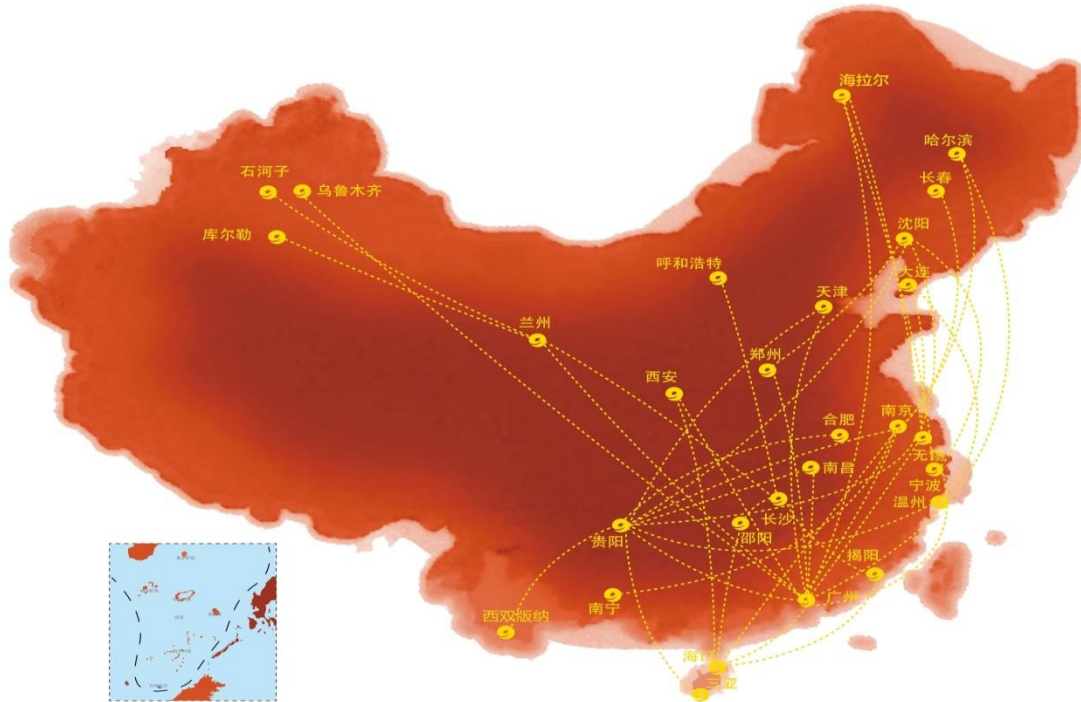 海拉尔
哈尔滨
石河子
乌鲁木齐
长春
库尔勒
沈阳
呼和浩特
大连
天津
兰州
郑州
西安
合肥
南京
无锡
南昌
宁波
长沙
温州
贵阳
邵阳
揭阳
南宁
广州
西双版纳
海口
三亚